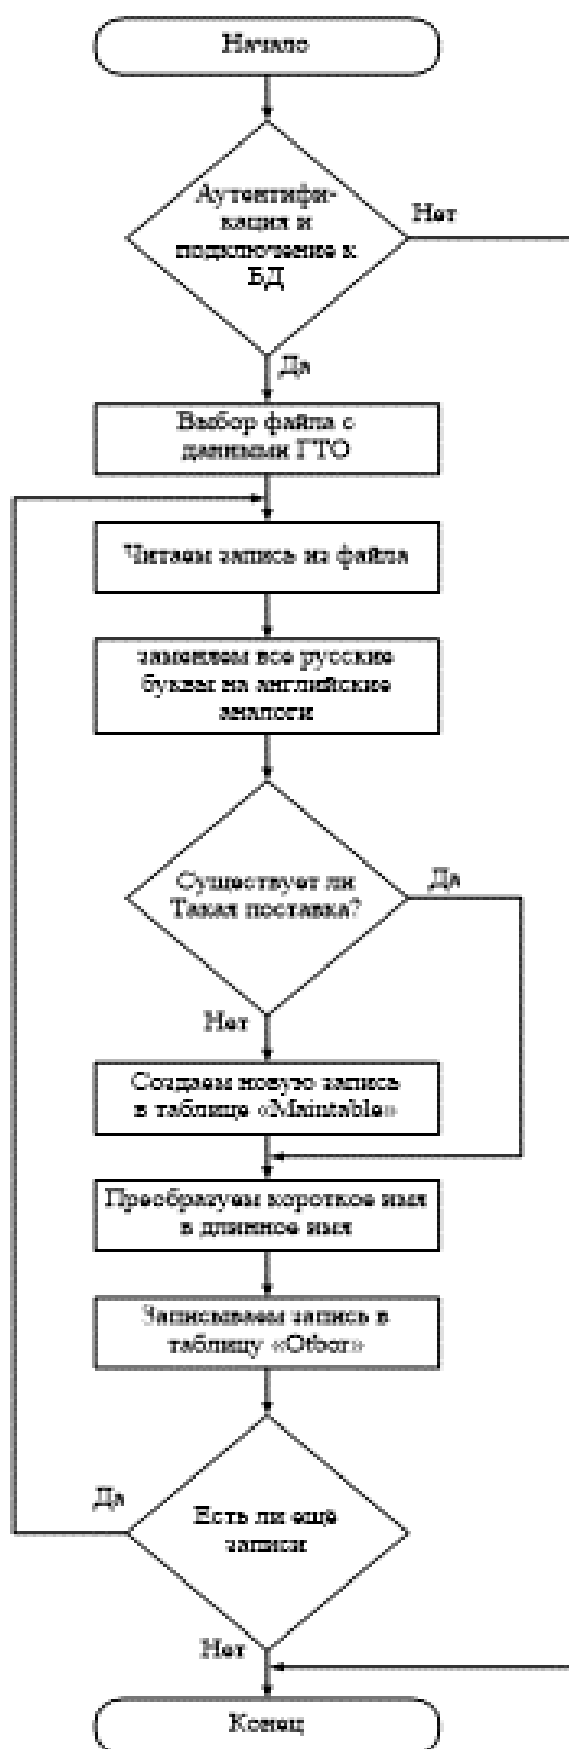 Начало
Аутентифи-
кация и
подключение к
БД
Нет
Да
Выбор файла с
данными ГТО
Читаем запись из файла
заменяем все русские
буквы на английские
аналоги
Существует ли
Такая поставка?
Да
Нет
Создаем новую запись
в таблице «Maintable»
Преобразуем короткое имя
в длинное имя
Записываем запись в
таблицу «Otbor»
Да
Есть ли еще
записи
Нет
Конец